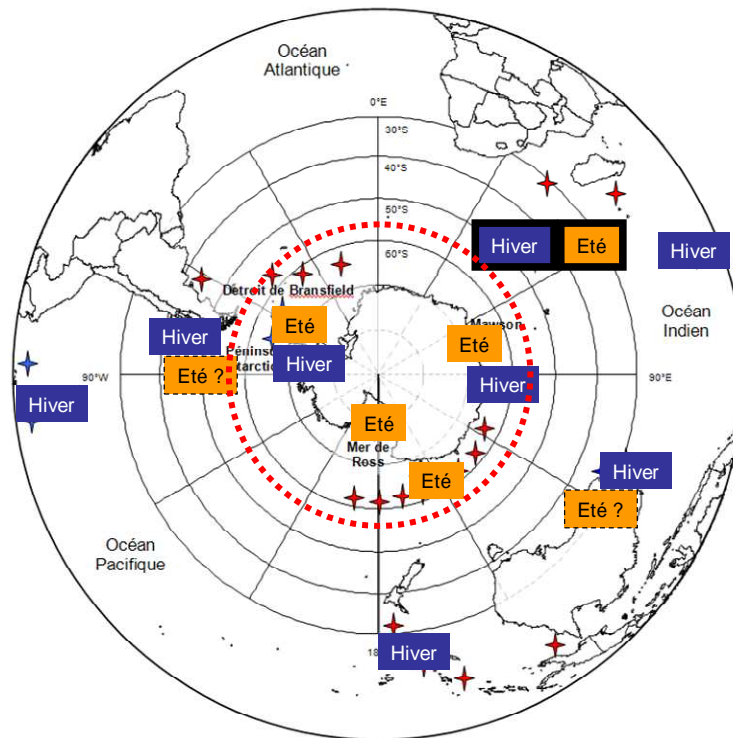 Océan
Atlantique
0°E
30°S
40°S
50°S
60°S
Hiver
Eté
Hiver
Détroit de Bransfield
Océan
Indien
Eté
Mawson
Eté
Hiver
Hiver
Eté ?
90°W
Hiver
90°E
Hiver
Eté
Mer de
Ross
Eté
Hiver
Eté ?
Océan
Pacifique
Hiver